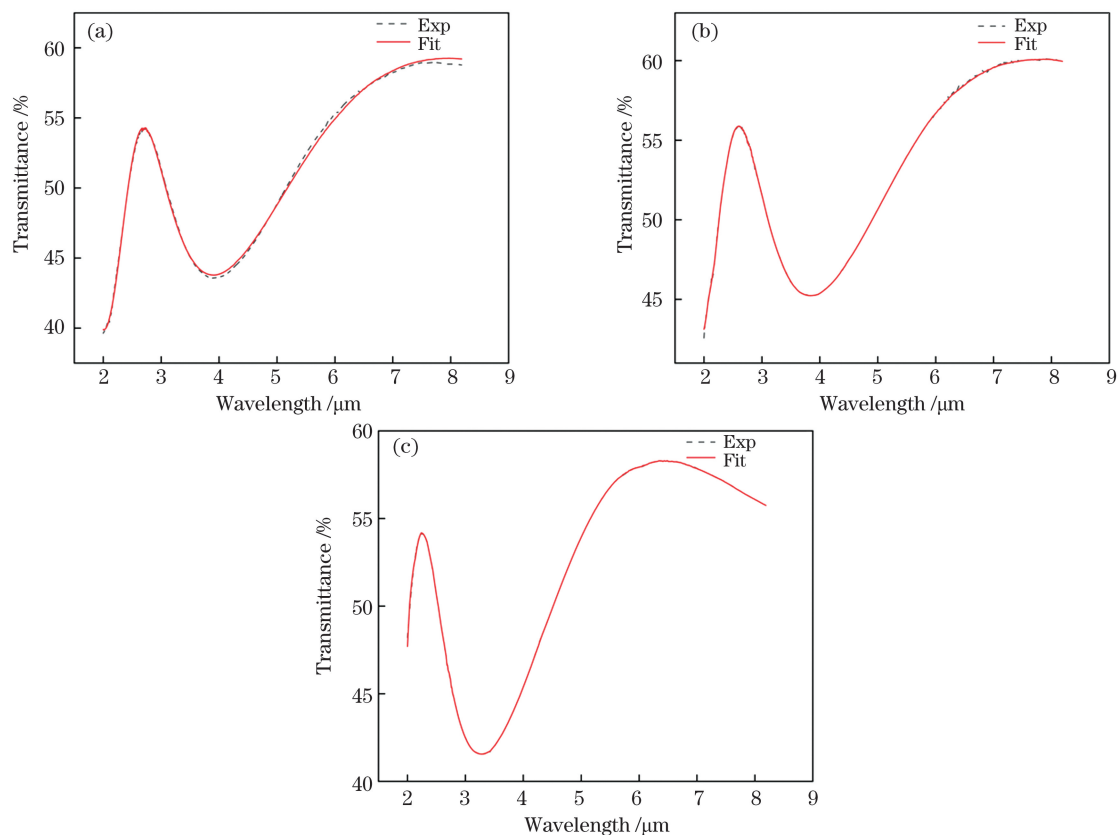 (a)
Exp
Fit
60
55
50
45
40
Transmittance /%
2 3 4 5 6 7 8 9
Wavelength /μm
(b)
Exp
Fit
60
55
50
45
Transmittance /%
2 3 4 5 6 7 8 9
Wavelength /μm
(c)
Exp
Fit
60
55
50
45
40
Transmittance /%
2 3 4 5 6 7 8 9
Wavelength /μm